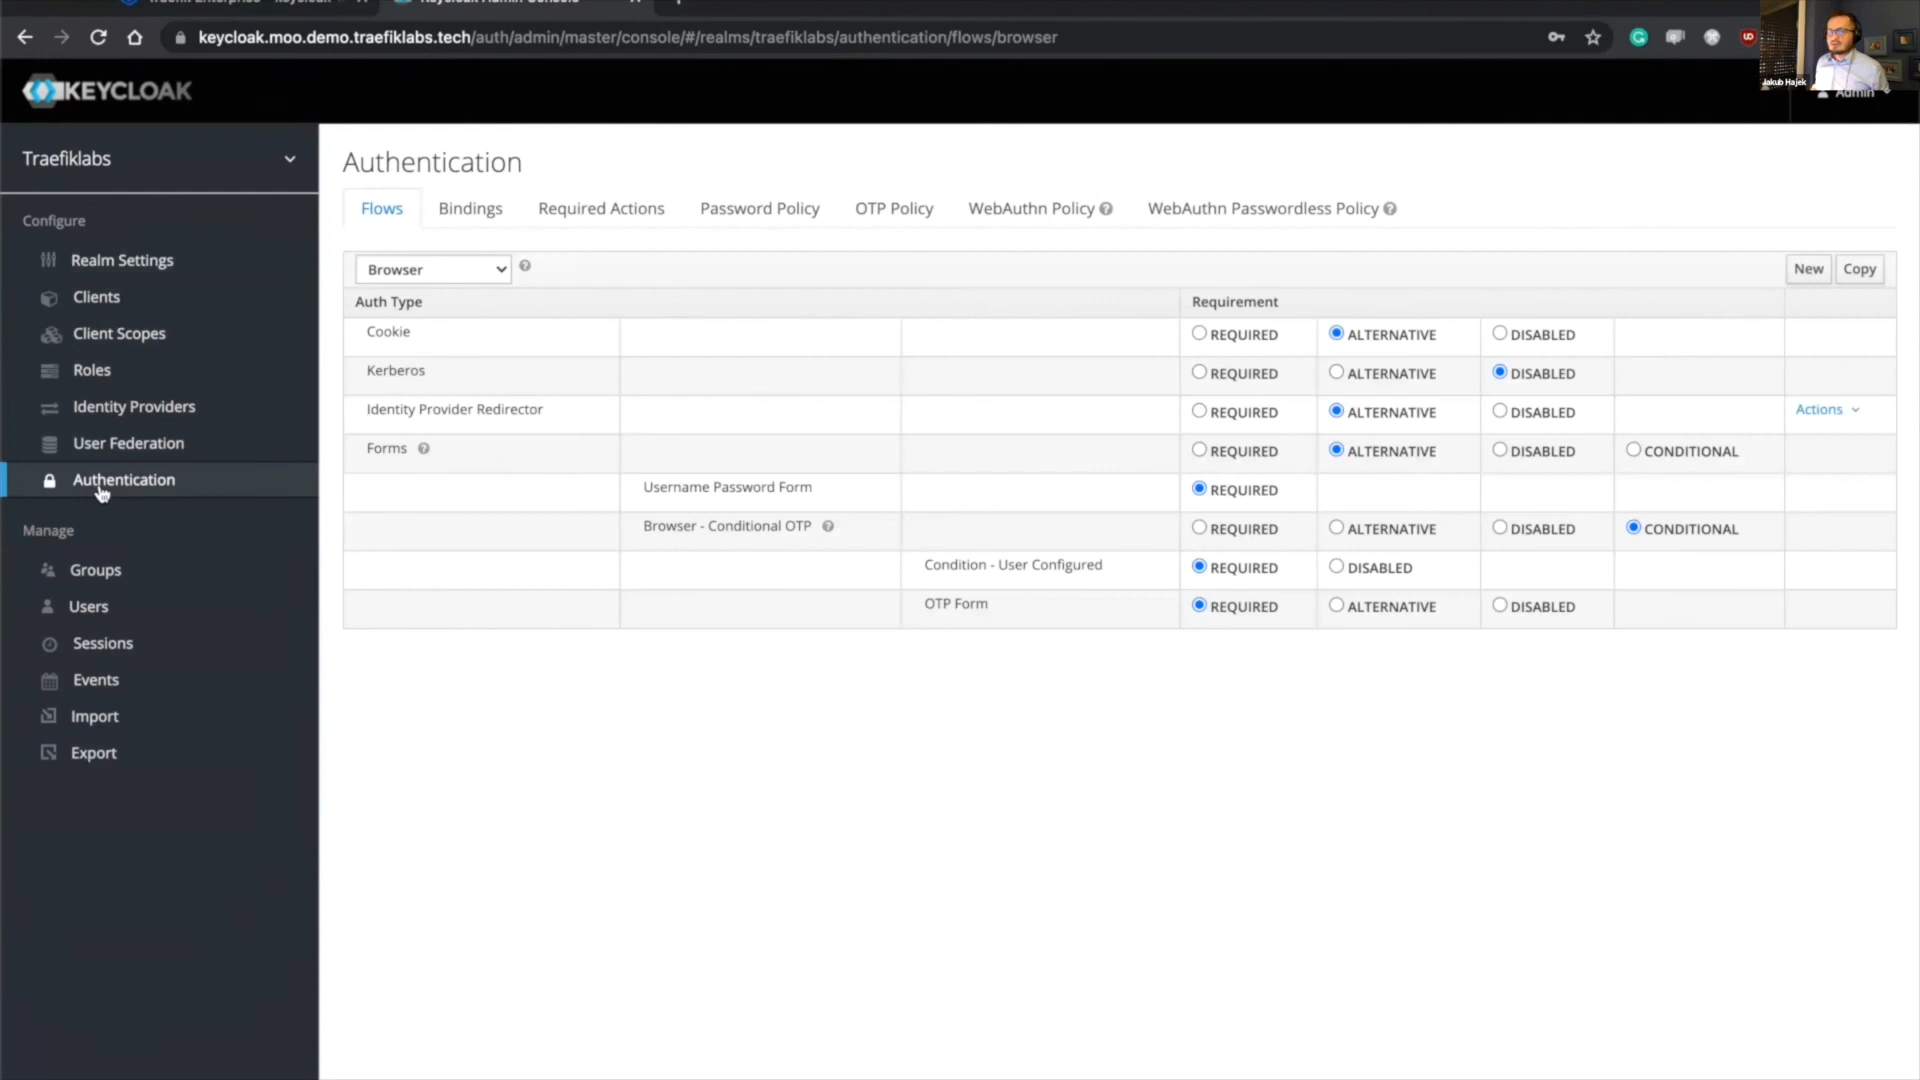 keycloak.moo.demo.traefiklabs.tech/auth/admin/master/console/#/realms/traefiklabs/authentication/flows/browser
Jakub Hajek
KEYCLOAK
Admin
Traefiklabs
Configure
Realm Settings
Clients
Client Scopes
Roles
Identity Providers
User Federation
Authentication
Manage
Groups
Users
Sessions
Events
Import
Export
Authentication
Flows Bindings Required Actions Password Policy OTP Policy WebAuthn Policy WebAuthn Passwordless Policy
Browser New Copy
Auth Type Requirement
Cookie REQUIRED ALTERNATIVE DISABLED
Kerberos REQUIRED ALTERNATIVE DISABLED
Identity Provider Redirector REQUIRED ALTERNATIVE DISABLED Actions
Forms REQUIRED ALTERNATIVE DISABLED CONDITIONAL
Username Password Form REQUIRED
Browser - Conditional OTP REQUIRED ALTERNATIVE DISABLED CONDITIONAL
Condition - User Configured REQUIRED DISABLED
OTP Form REQUIRED ALTERNATIVE DISABLED